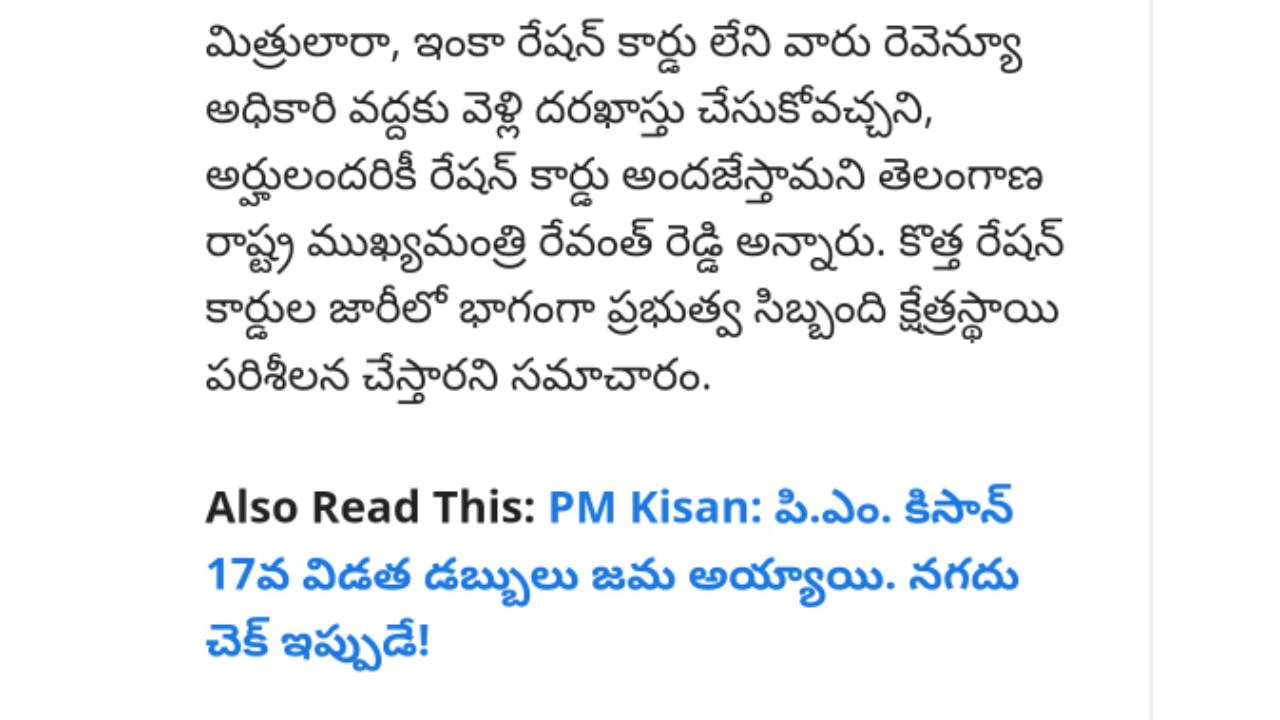 మిత్రులారా, ఇంకా రేషన్ కార్డు లేని వారు రెవెన్యూ
అధికారి వద్దకు వెళ్లి దరఖాస్తు చేసుకోవచ్చని,
అర్హులందరికీ రేషన్ కార్డు అందజేస్తామని తెలంగాణ
రాష్ట్ర ముఖ్యమంత్రి రేవంత్ రెడ్డి అన్నారు. కొత్త రేషన్
కార్డుల జారీలో భాగంగా ప్రభుత్వ సిబ్బంది క్షేత్రస్థాయి
పరిశీలన చేస్తారని సమాచారం.
Also Read This: PM Kisan: పి.ఎం. కిసాన్
17వ విడత డబ్బులు జమ అయ్యాయి. నగదు
చెక్ ఇప్పుడే!